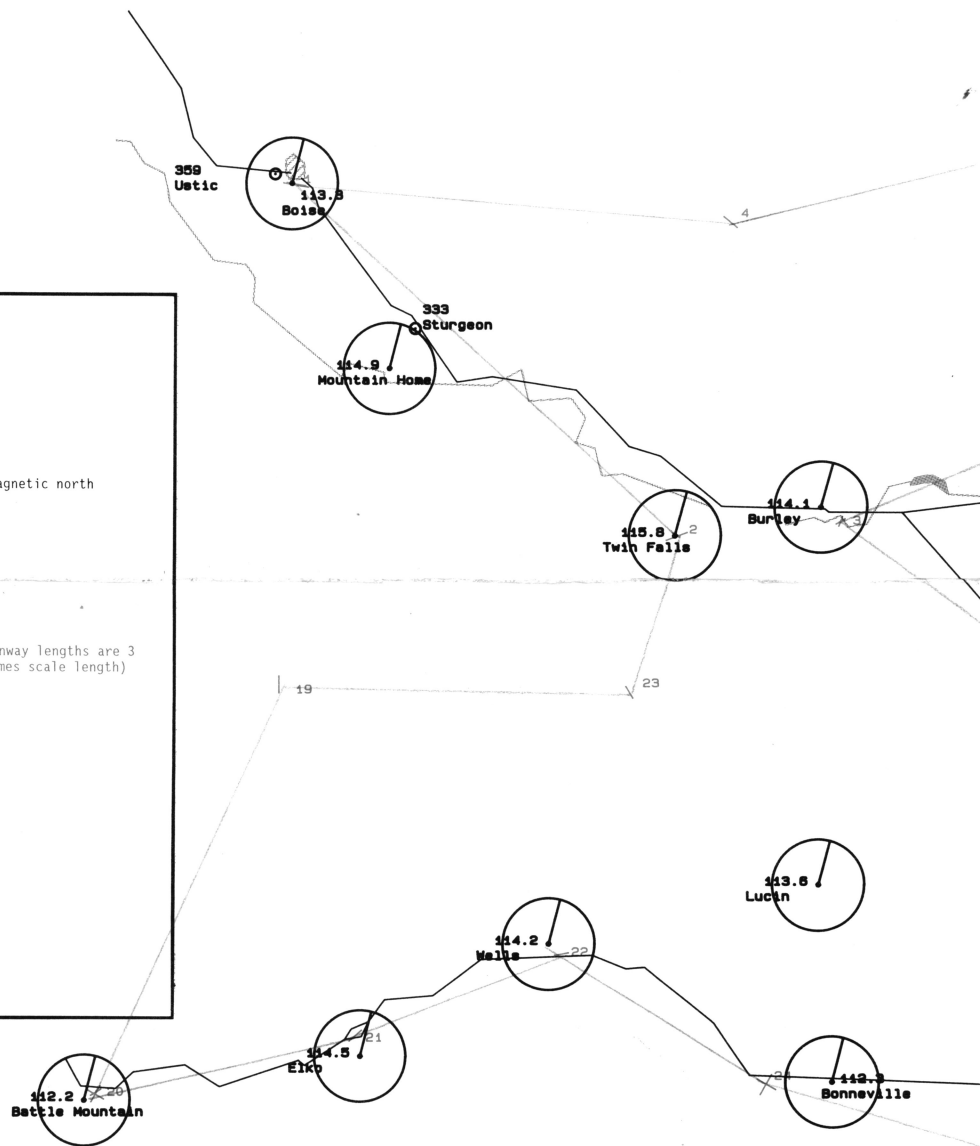 359
Ustic
113.8
Boise
4
333
Sturgeon
114.9
Mountain Home
agnetic north
114.1
Burley
3
115.8
Twin Falls
2
nway lengths are 3
mes scale length)
19
23
113.6
Lucin
114.2
Wells
22
21
114.5
Elko
20
112.2
Battle Mountain
24
112.3
Bonneville